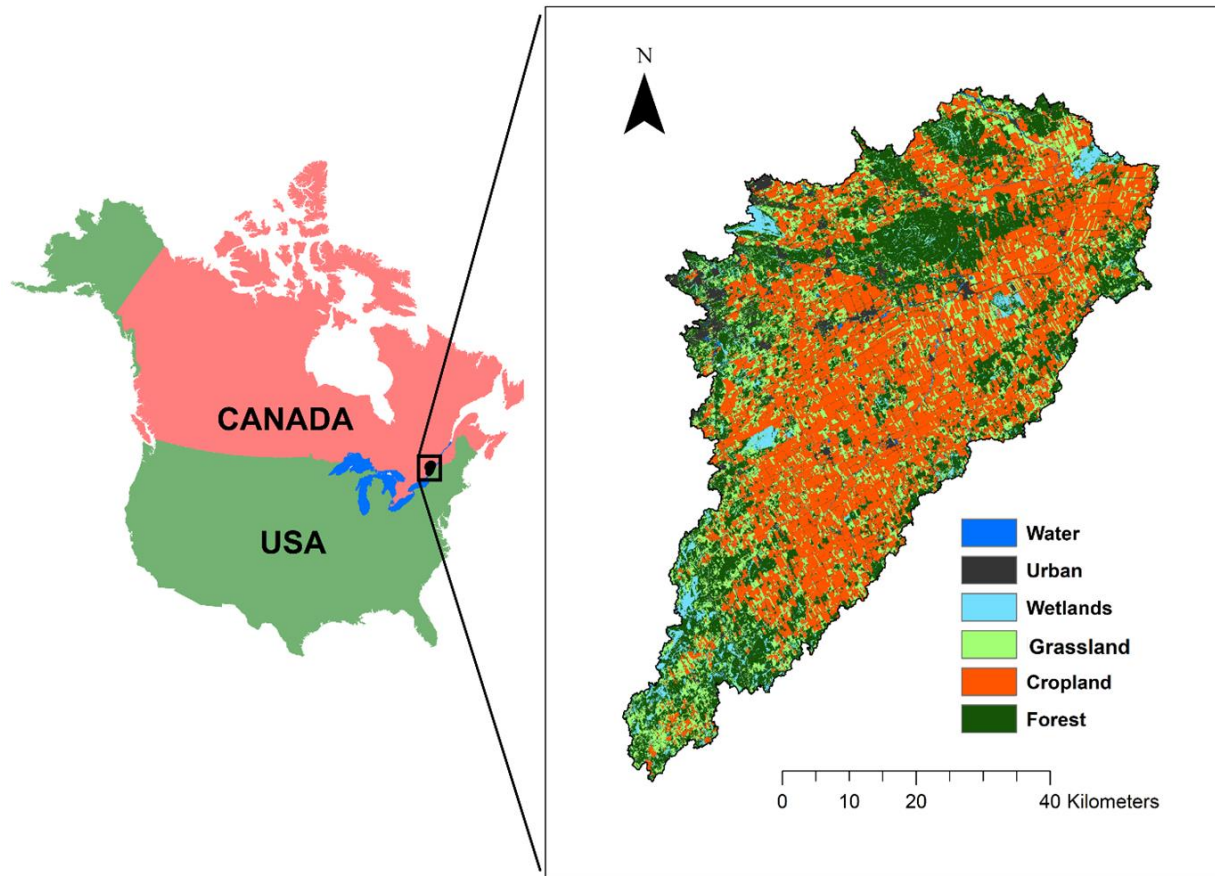 CANADA
USA
N
Water
Urban
Wetlands
Grassland
Cropland
Forest
0 10 20 40 Kilometers